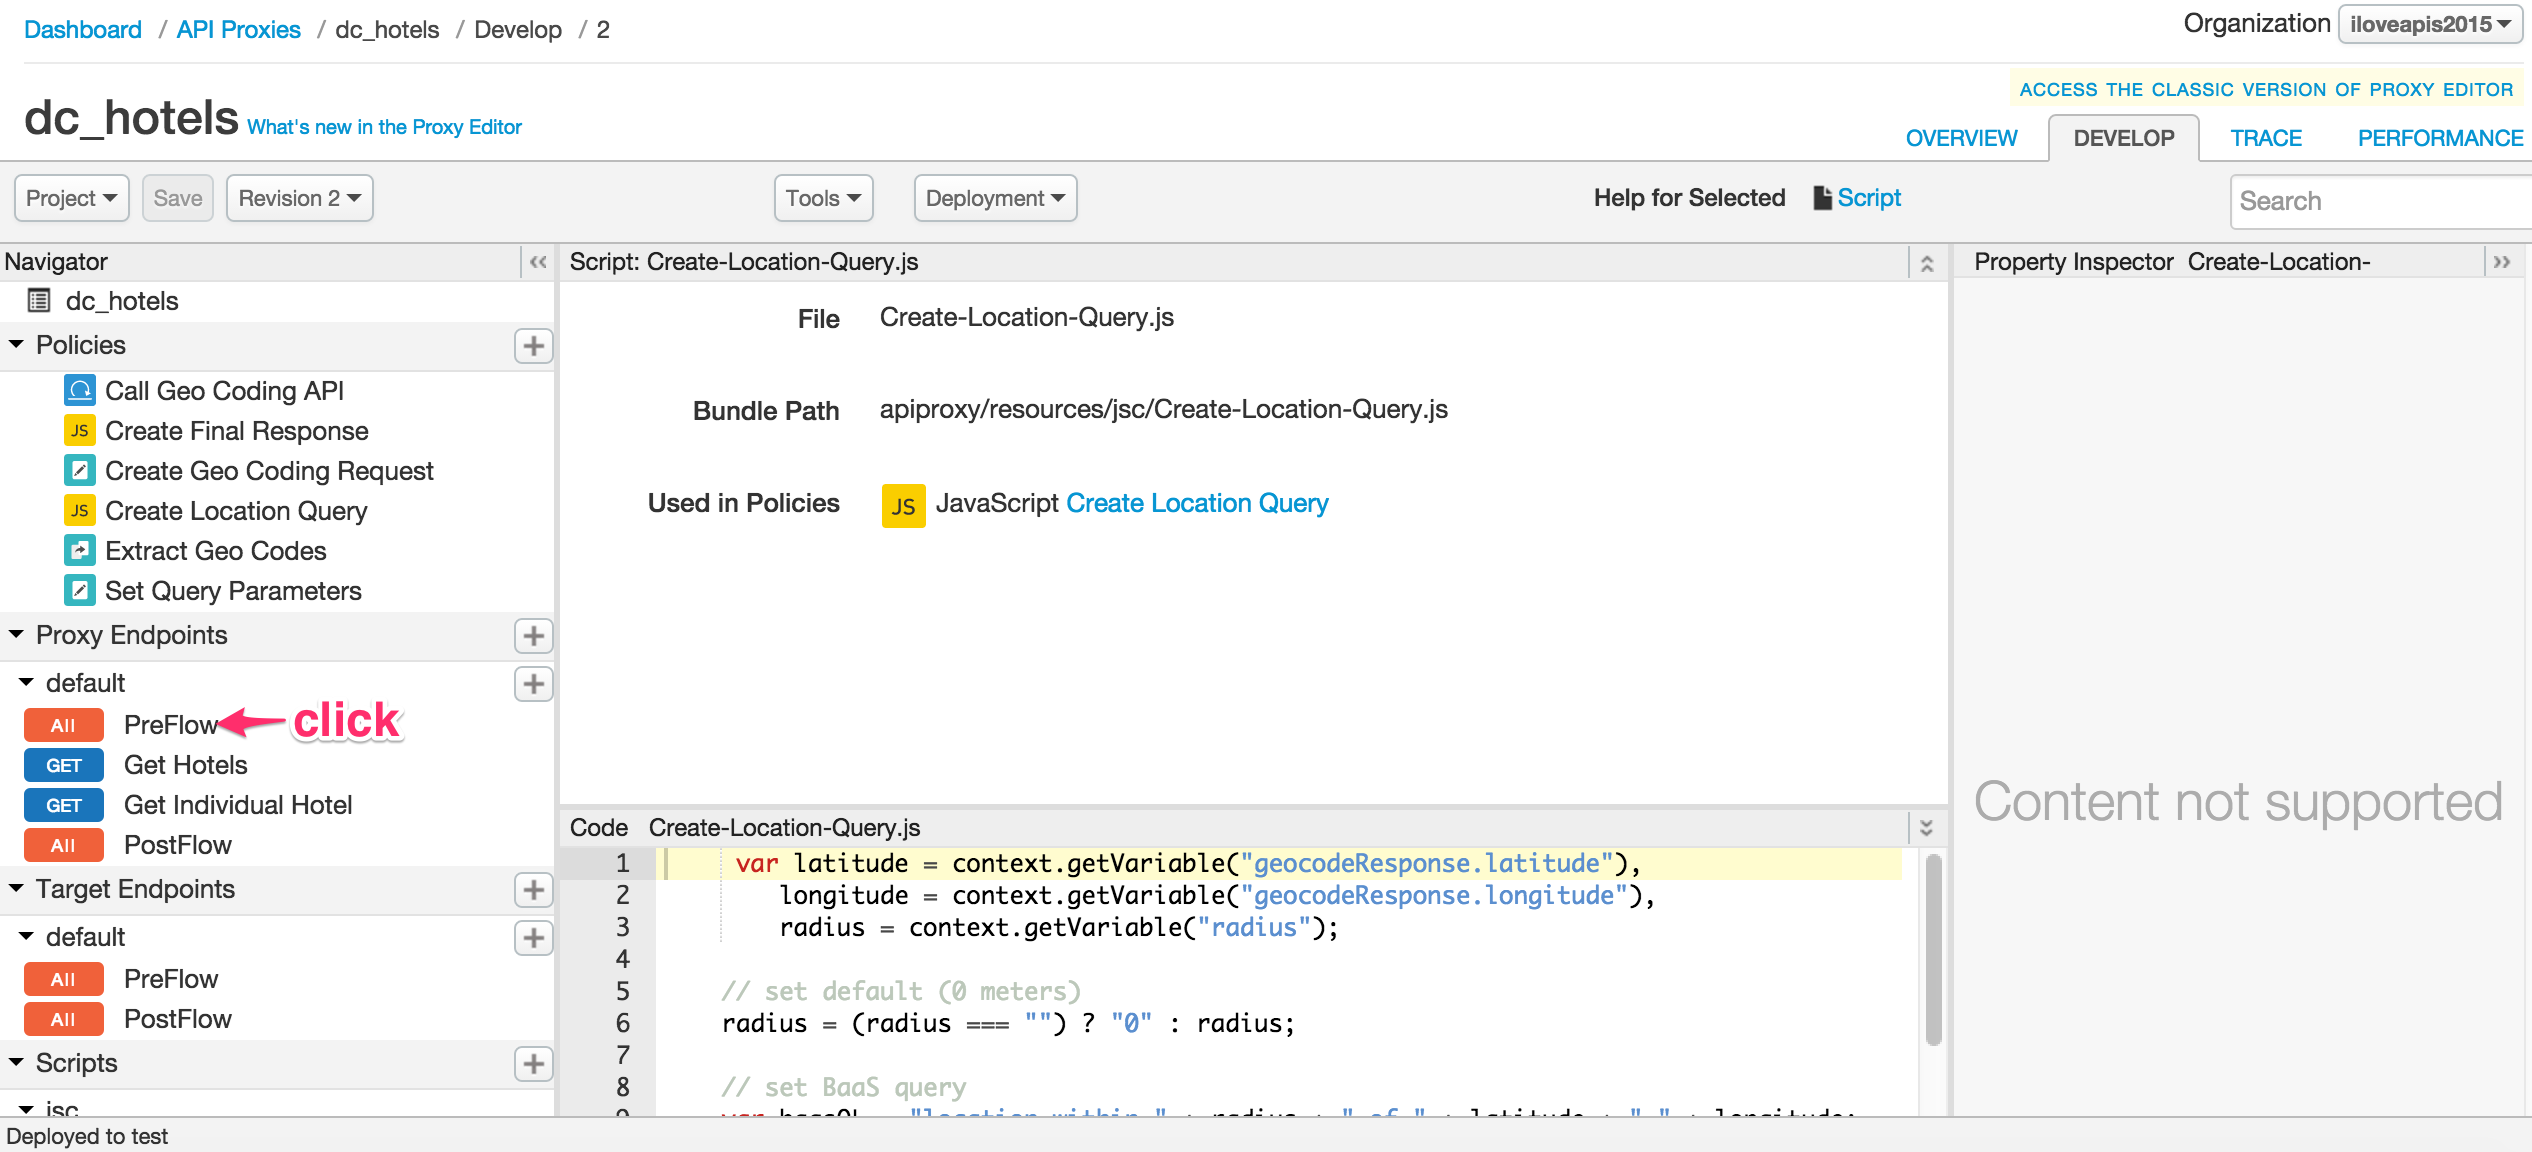 Dashboard / API Proxies / dc_hotels / Develop / 2
Organization iloveapis2015
ACCESS THE CLASSIC VERSION OF PROXY EDITOR
dc_hotels What's new in the Proxy Editor
OVERVIEW DEVELOP TRACE PERFORMANCE
Project Save Revision 2 Tools Deployment Help for Selected Script Search
Navigator
dc_hotels
Policies
Call Geo Coding API
JS Create Final Response
Create Geo Coding Request
JS Create Location Query
Extract Geo Codes
Set Query Parameters
Proxy Endpoints
default
All PreFlow click
GET Get Hotels
GET Get Individual Hotel
All PostFlow
Target Endpoints
default
All PreFlow
All PostFlow
Scripts
jsc
Script: Create-Location-Query.js
File Create-Location-Query.js
Bundle Path apiproxy/resources/jsc/Create-Location-Query.js
Used in Policies JS JavaScript Create Location Query
Code Create-Location-Query.js
1 var latitude = context.getVariable("geocodeResponse.latitude"),
2 longitude = context.getVariable("geocodeResponse.longitude"),
3 radius = context.getVariable("radius");
4
5 // set default (0 meters)
6 radius = (radius === "") ? "0" : radius;
7
8 // set BaaS query
9 var baasQL = "location within " + radius + " of " + latitude + "," + longitude;
Property Inspector Create-Location-
Content not supported
Deployed to test